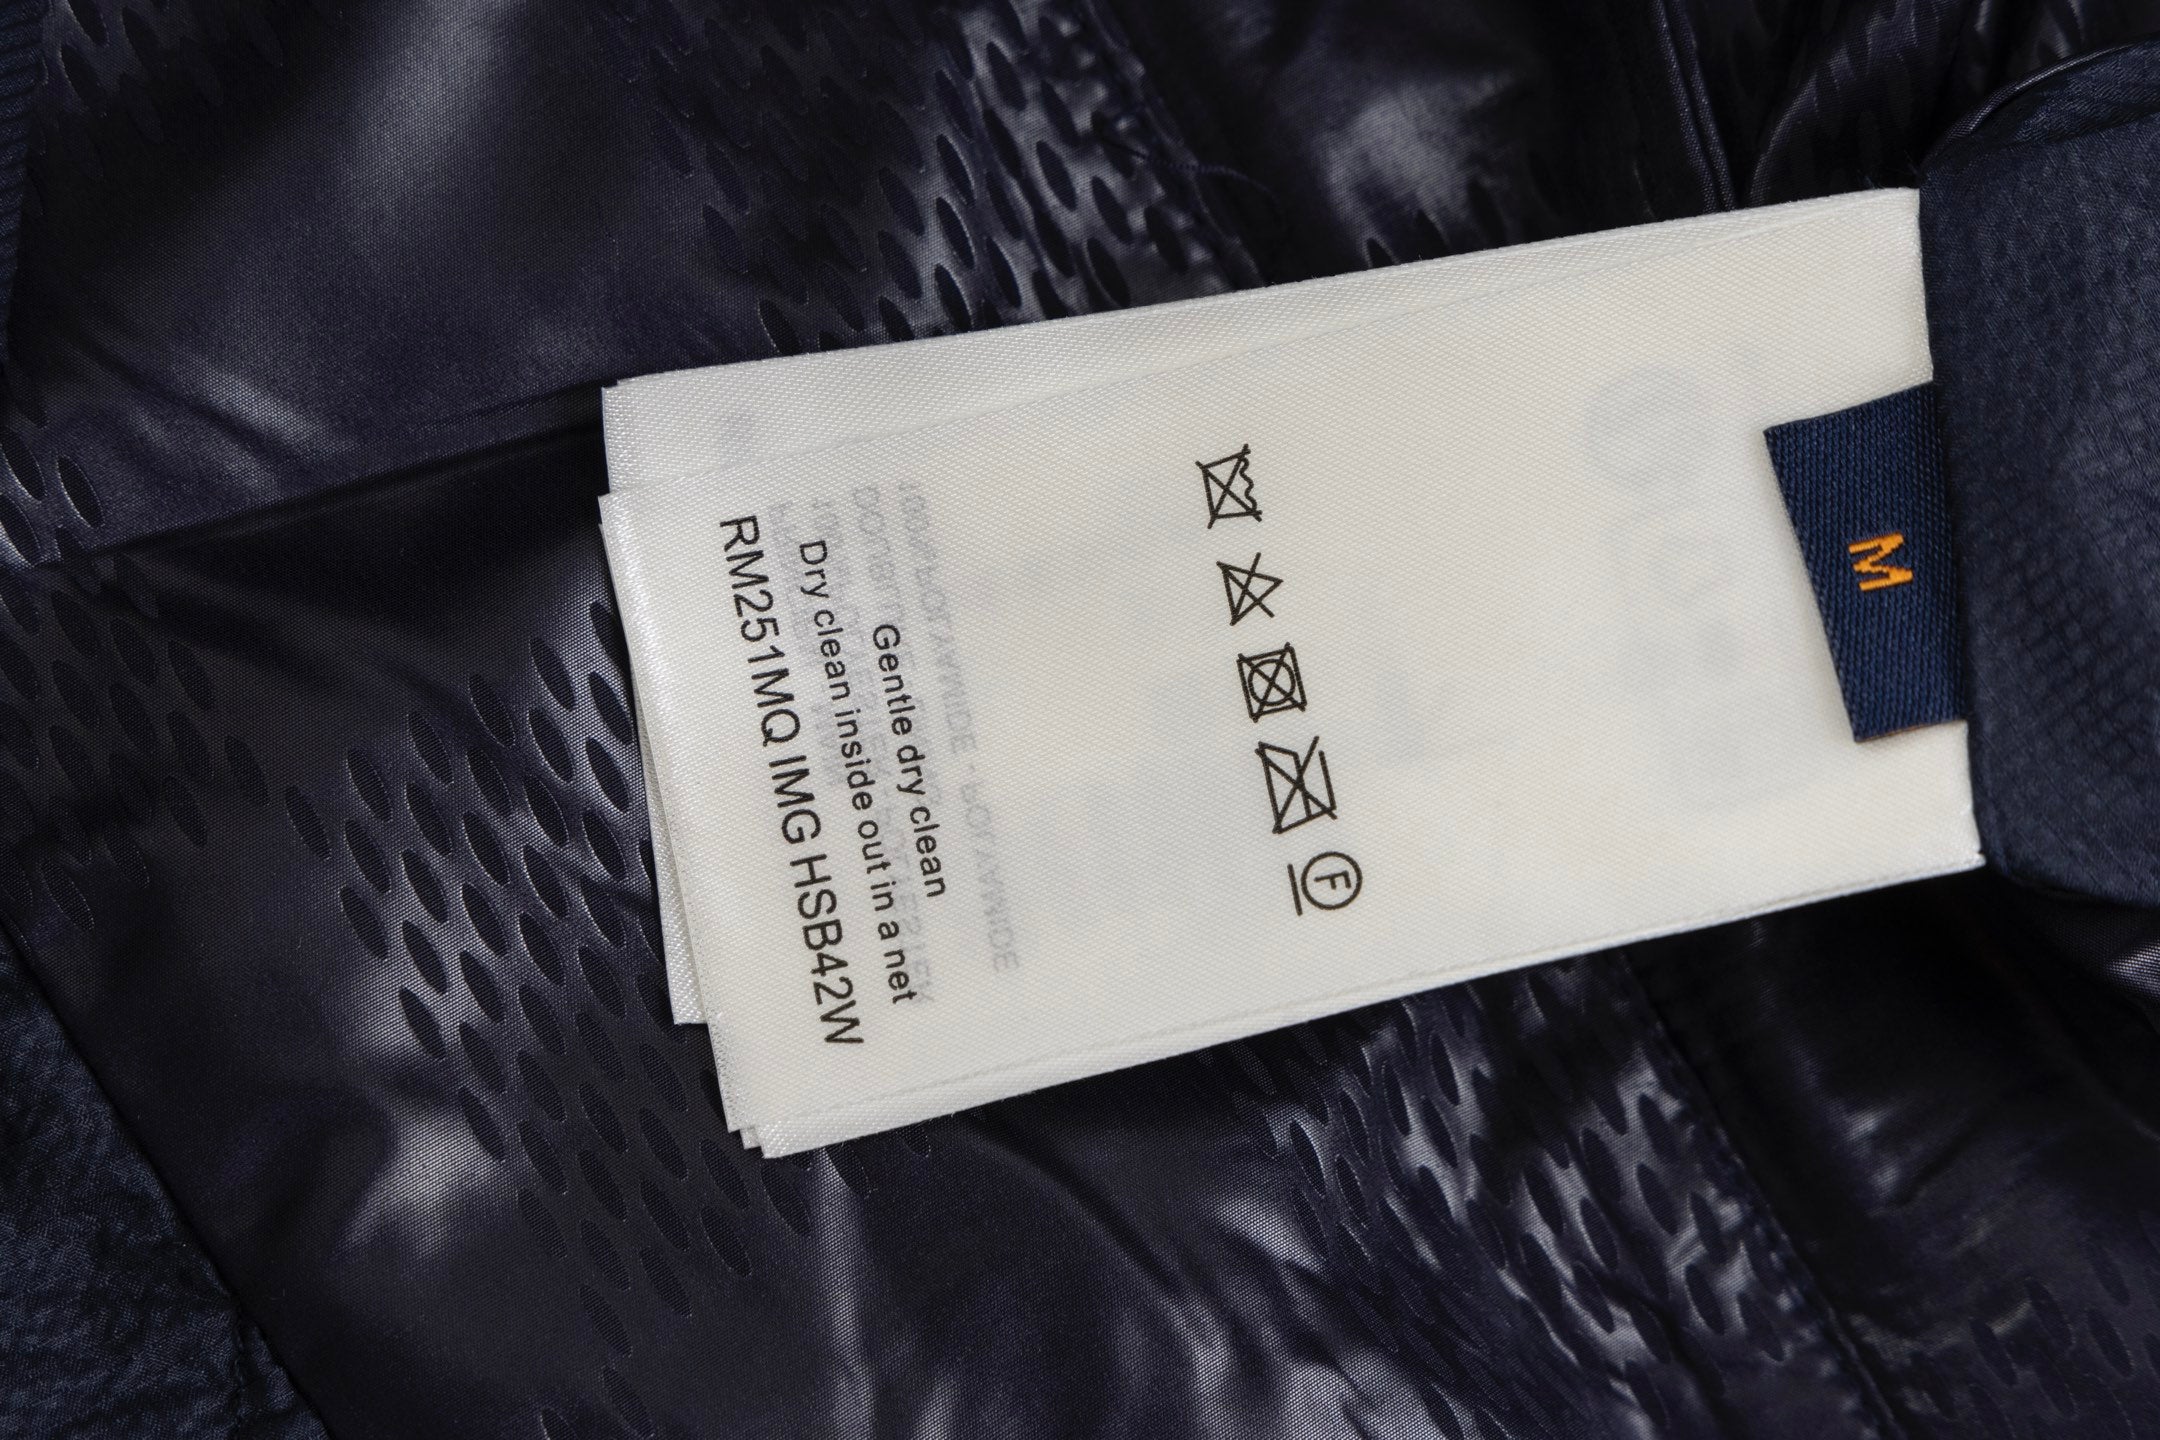 M
F
Gentle dry clean
Dry clean inside out in a net
RM251MQ IMG HSB42W